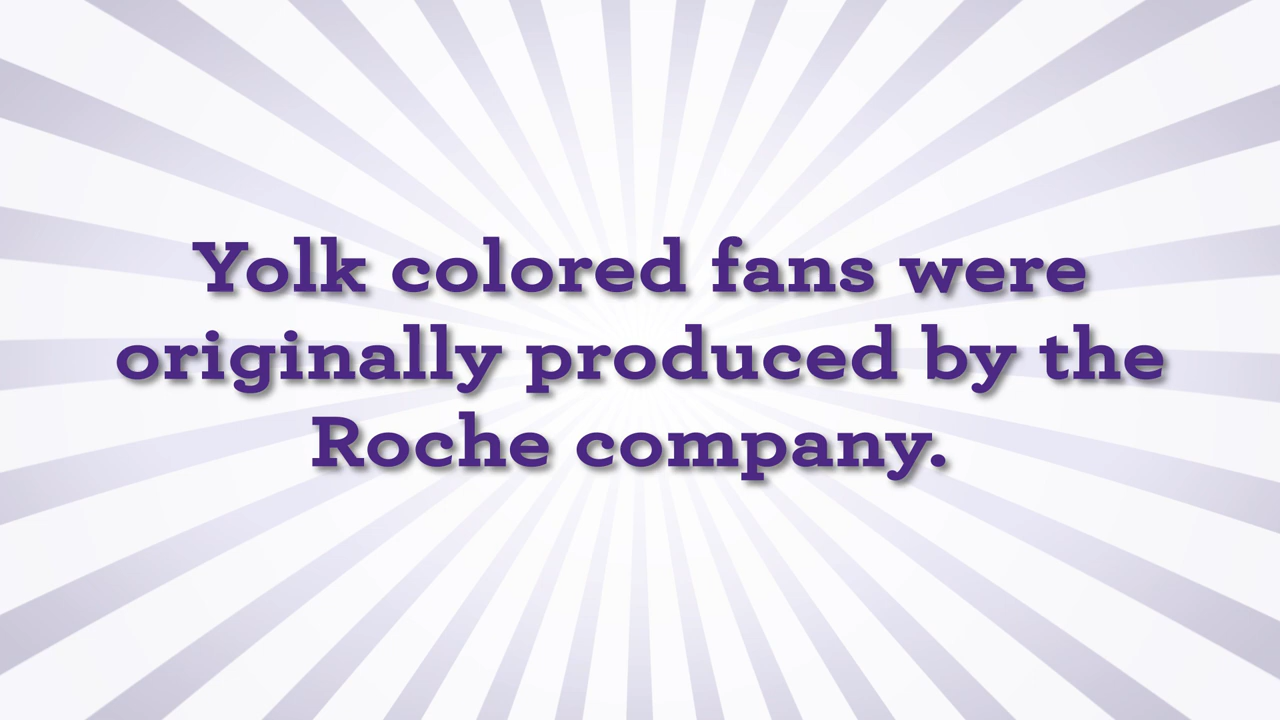 Yolk colored fans were
originally produced by the
Roche company.